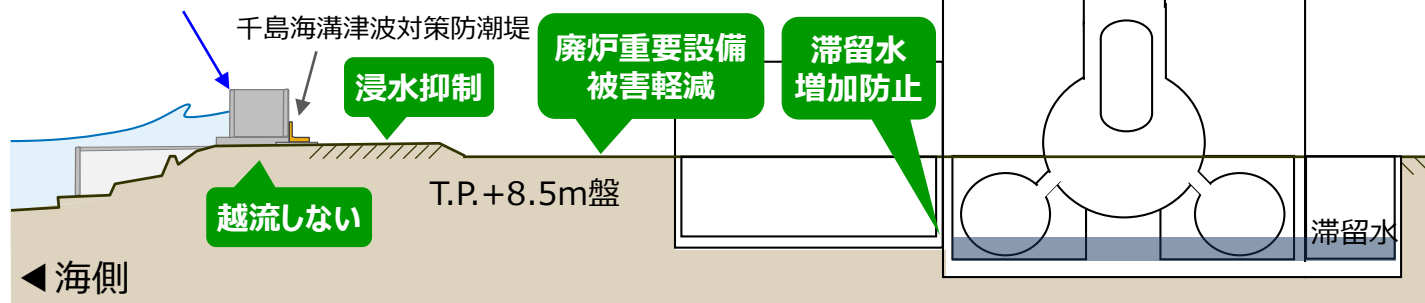 千島海溝津波対策防潮堤
浸水抑制
廃炉重要設備
被害軽減
滞留水
増加防止
越流しない
T.P.+8.5m盤
滞留水
◀海側